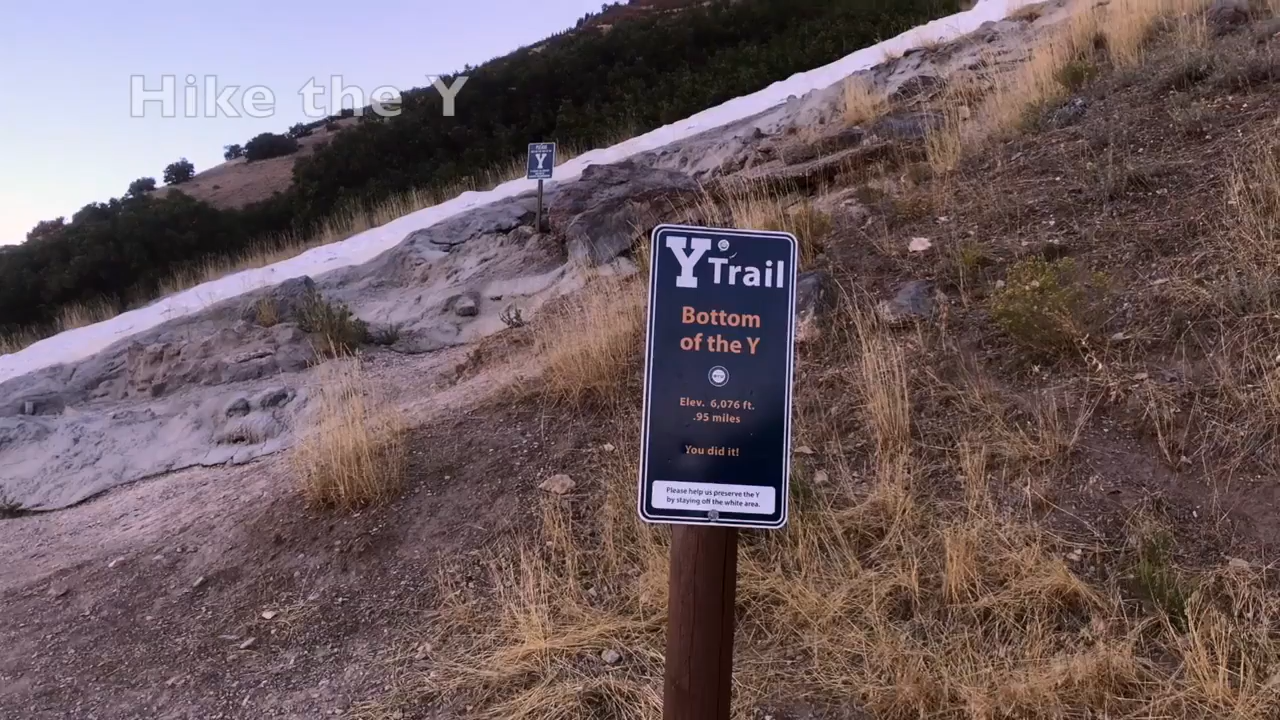 Hike the Y
Y
Y Trail
Bottom
of the Y
Elev. 6,076 ft.
.95 miles
You did it!
Please help us preserve the Y
by staying off the white area.